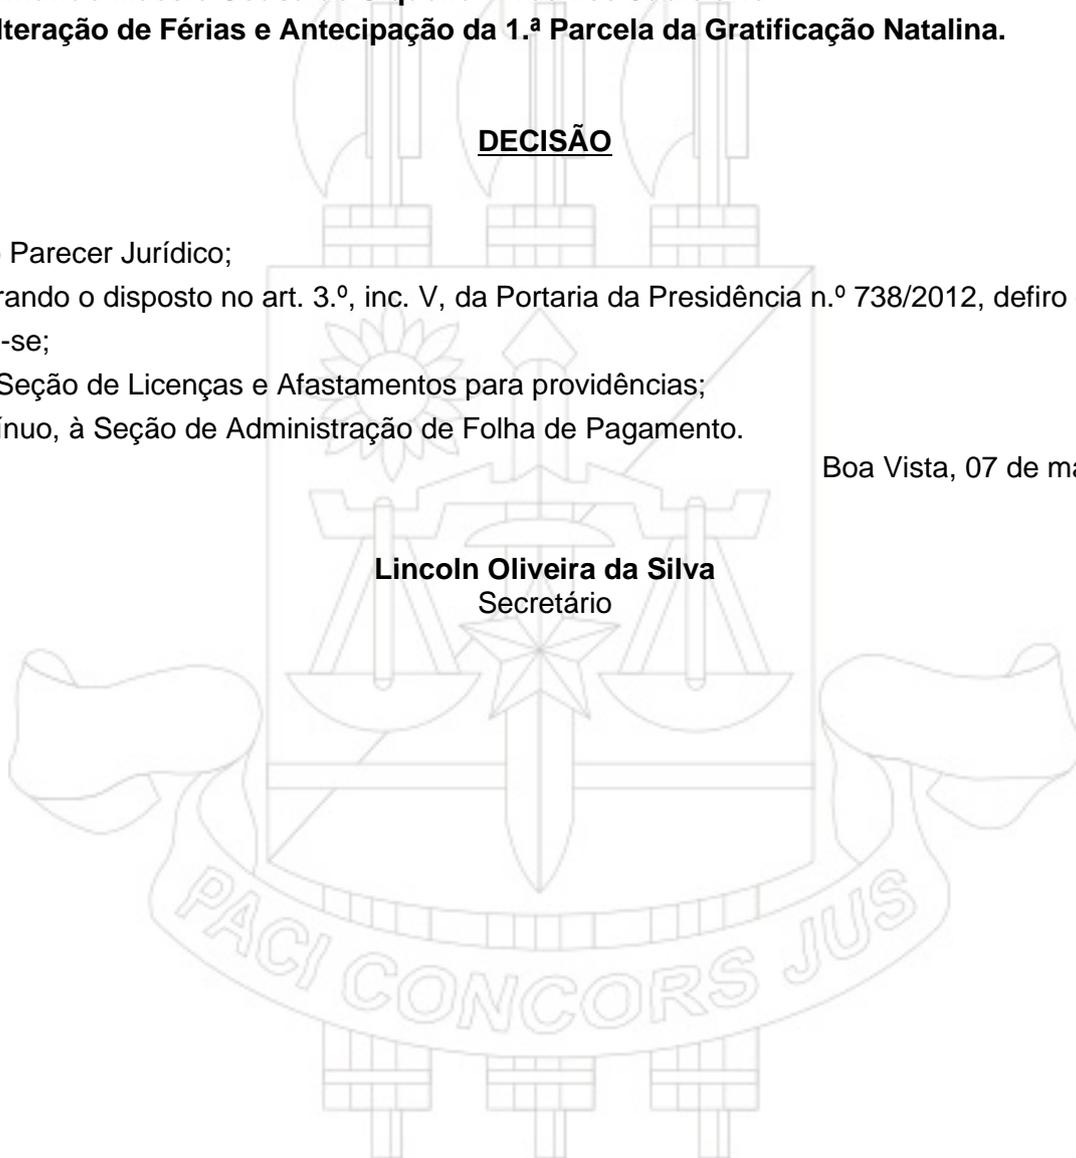 lteração de Férias e Antecipação da 1.ª Parcela da Gratificação Natalina.
DECISÃO
Parecer Jurídico;
rando o disposto no art. 3.º, inc. V, da Portaria da Presidência n.º 738/2012, defiro
-se;
Seção de Licenças e Afastamentos para providências;
ínuo, à Seção de Administração de Folha de Pagamento.
Boa Vista, 07 de ma
Lincoln Oliveira da Silva
Secretário
PACI CONCORS JUS